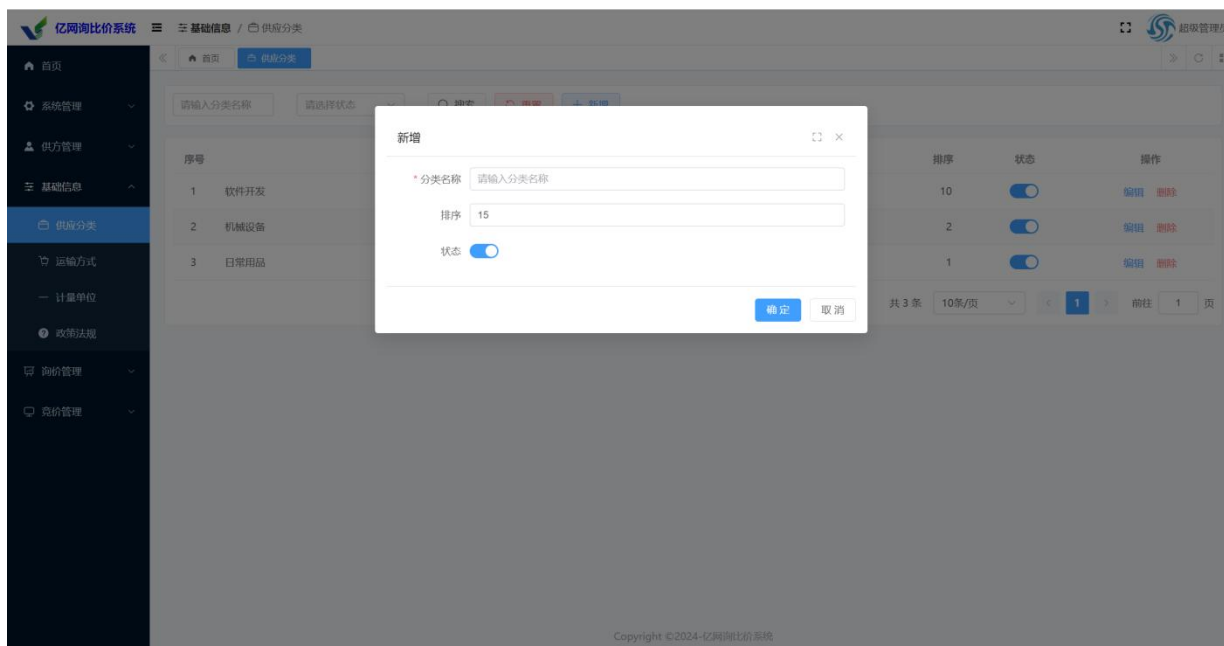 亿网询比价系统 基础信息 / 供应分类 超级管理
首页 首页 供应分类
系统管理 请输入分类名称 请选择状态 搜索 重置 新增
供方管理 新增
序号 排序 状态 操作
基础信息 * 分类名称 请输入分类名称
1 软件开发 10 编辑 删除
供应分类 排序 15
2 机械设备 2 编辑 删除
运输方式 状态
3 日常用品 1 编辑 删除
计量单位
确定 取消 共 3 条 10条/页 1 前往 1 页
政策法规
询价管理
竞价管理
Copyright ©2024-亿网询比价系统